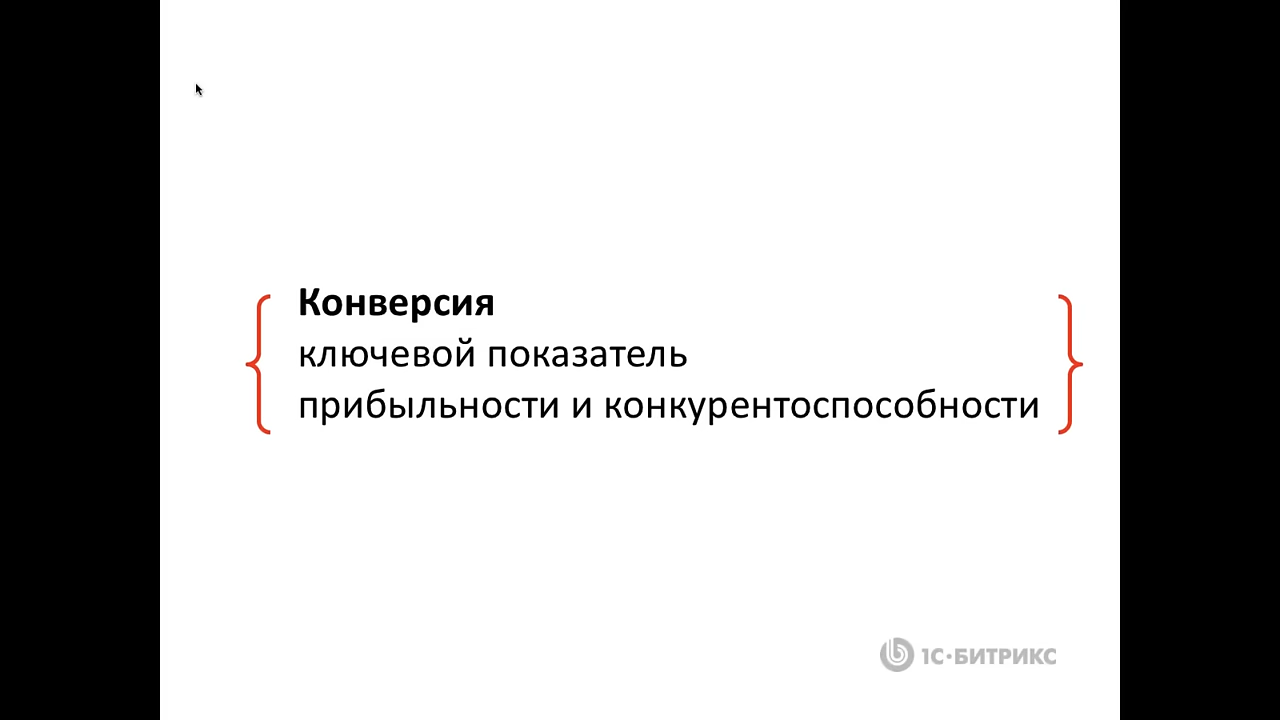 Конверсия
ключевой показатель
прибыльности и конкурентоспособности
1С·БИТРИКС